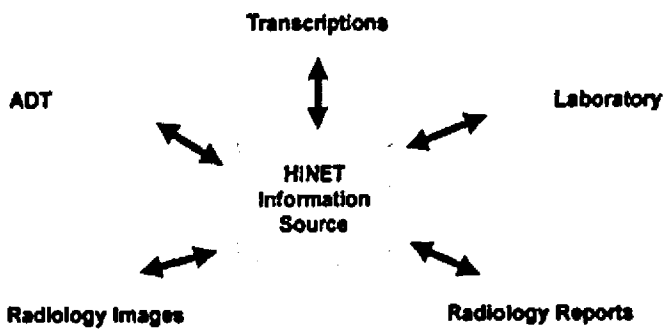 Transcriptions
ADT
Laboratory
HINET
Information
Source
Radiology Images
Radiology Reports